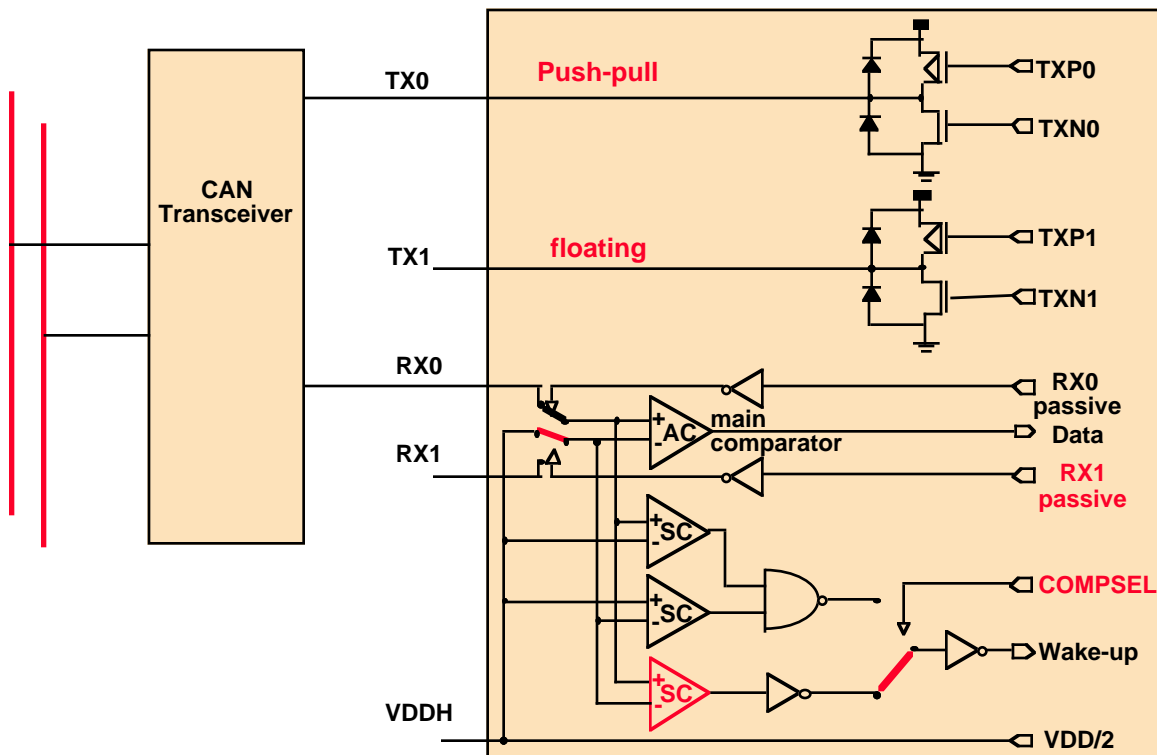 TX0
Push-pull
TXP0
TXN0
CAN
Transceiver
TX1
floating
TXP1
TXN1
RX0
RX0
passive
+
-
AC
main
comparator
Data
RX1
RX1
passive
+
-
SC
COMPSEL
+
-
SC
Wake-up
+
-
SC
VDDH
VDD/2